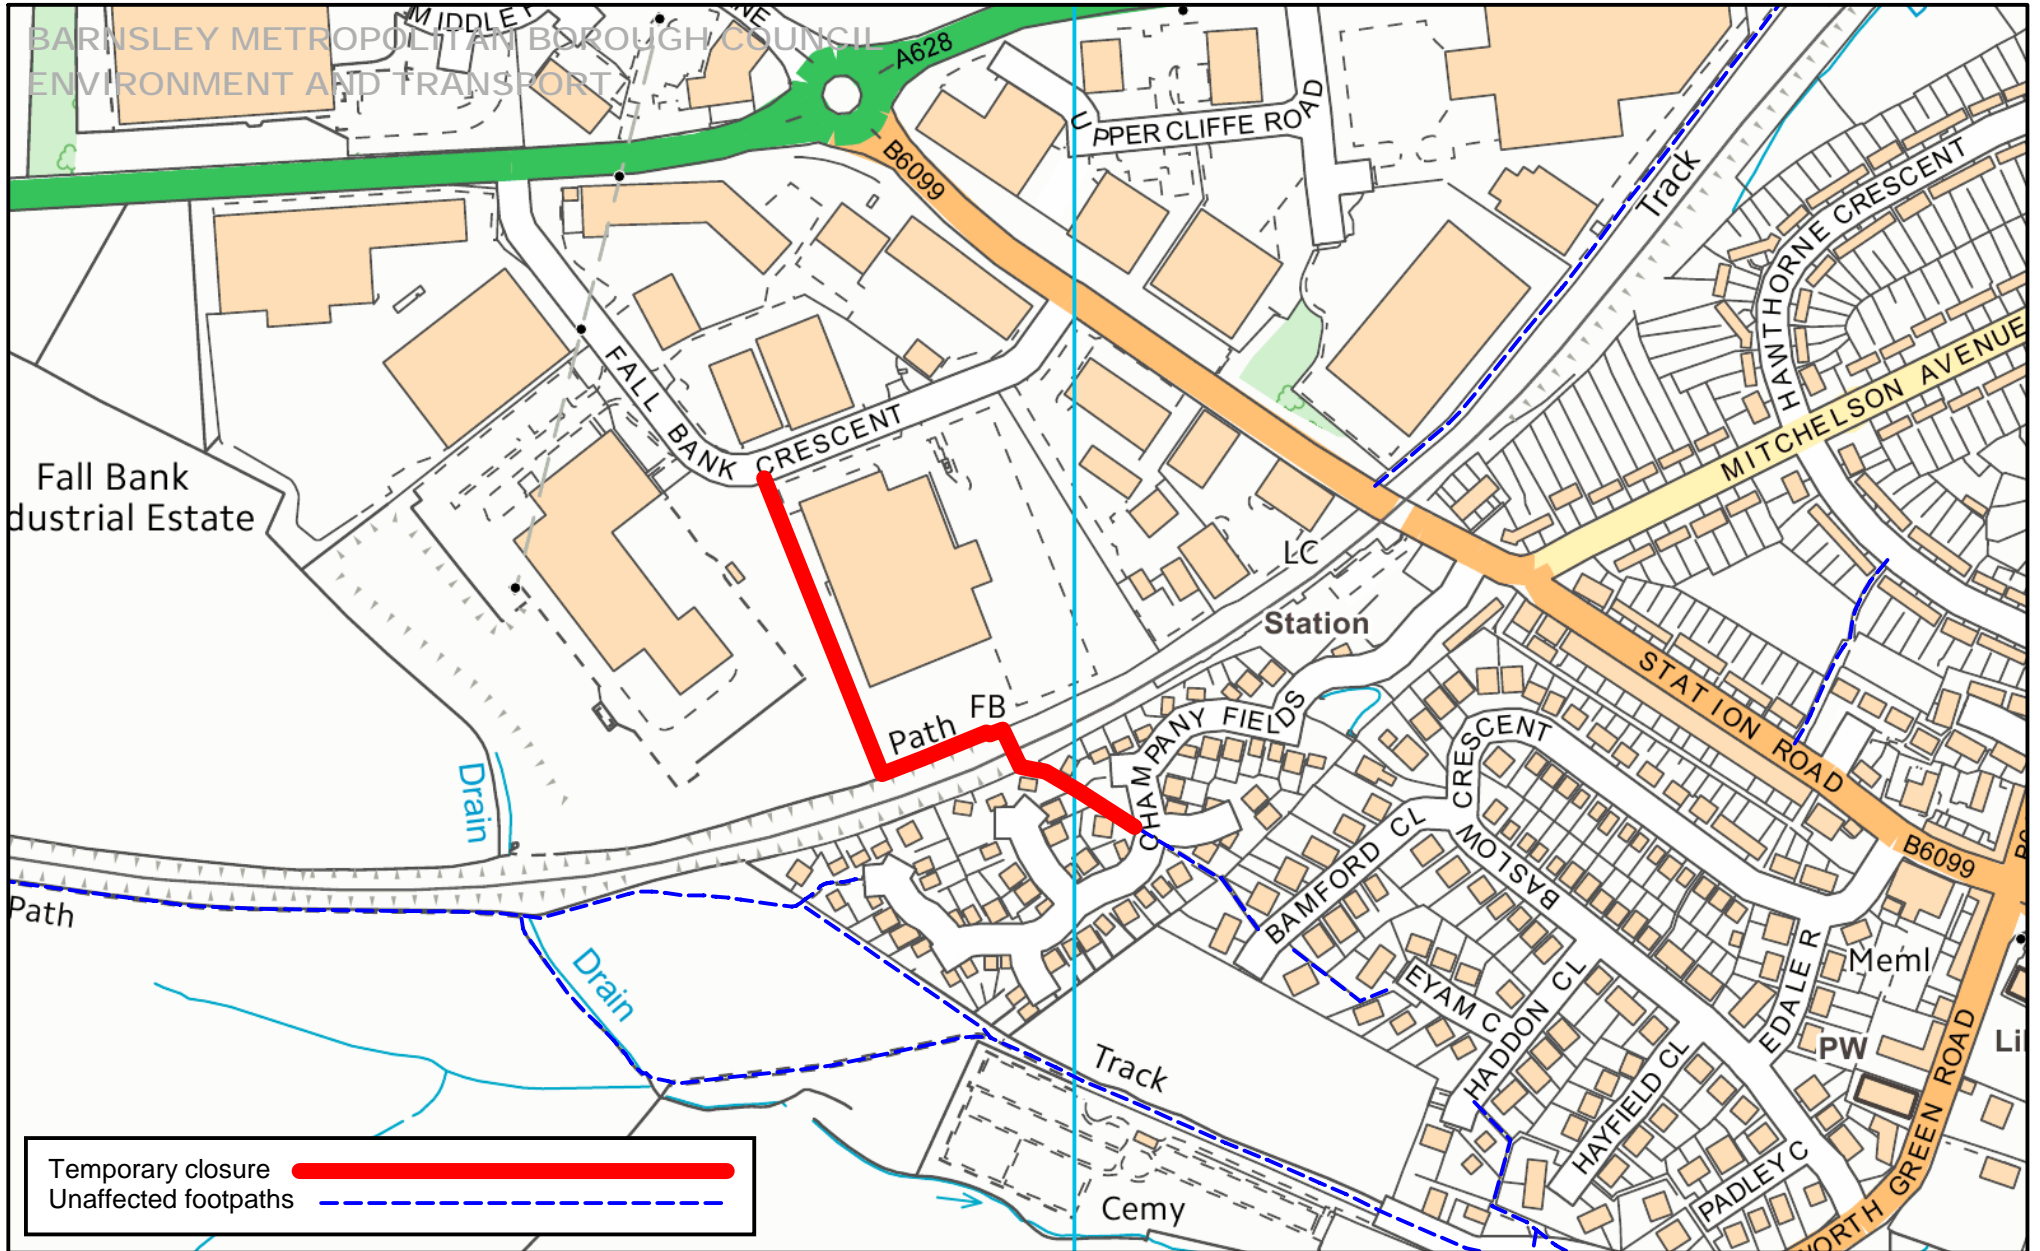 BARNSLEY METROPOLITAN BOROUGH COUNCIL
ENVIRONMENT AND TRANSPORT
A628
B6099
UPPER CLIFFE ROAD
Track
HAWTHORNE CRESCENT
MITCHELSON AVENUE
FALL BANK CRESCENT
Fall Bank
dustrial Estate
LC
Station
STATION ROAD
B6099
Path
FB
CHAMPANY FIELDS
Drain
Path
Drain
BAMFORD CL
BASLOW CRESCENT
EYAM C
HADDON CL
HAYFIELD CL
PADLEY C
EDALE R
Meml
PW
NORTH GREEN ROAD
Track
Cemy
Temporary closure
Unaffected footpaths